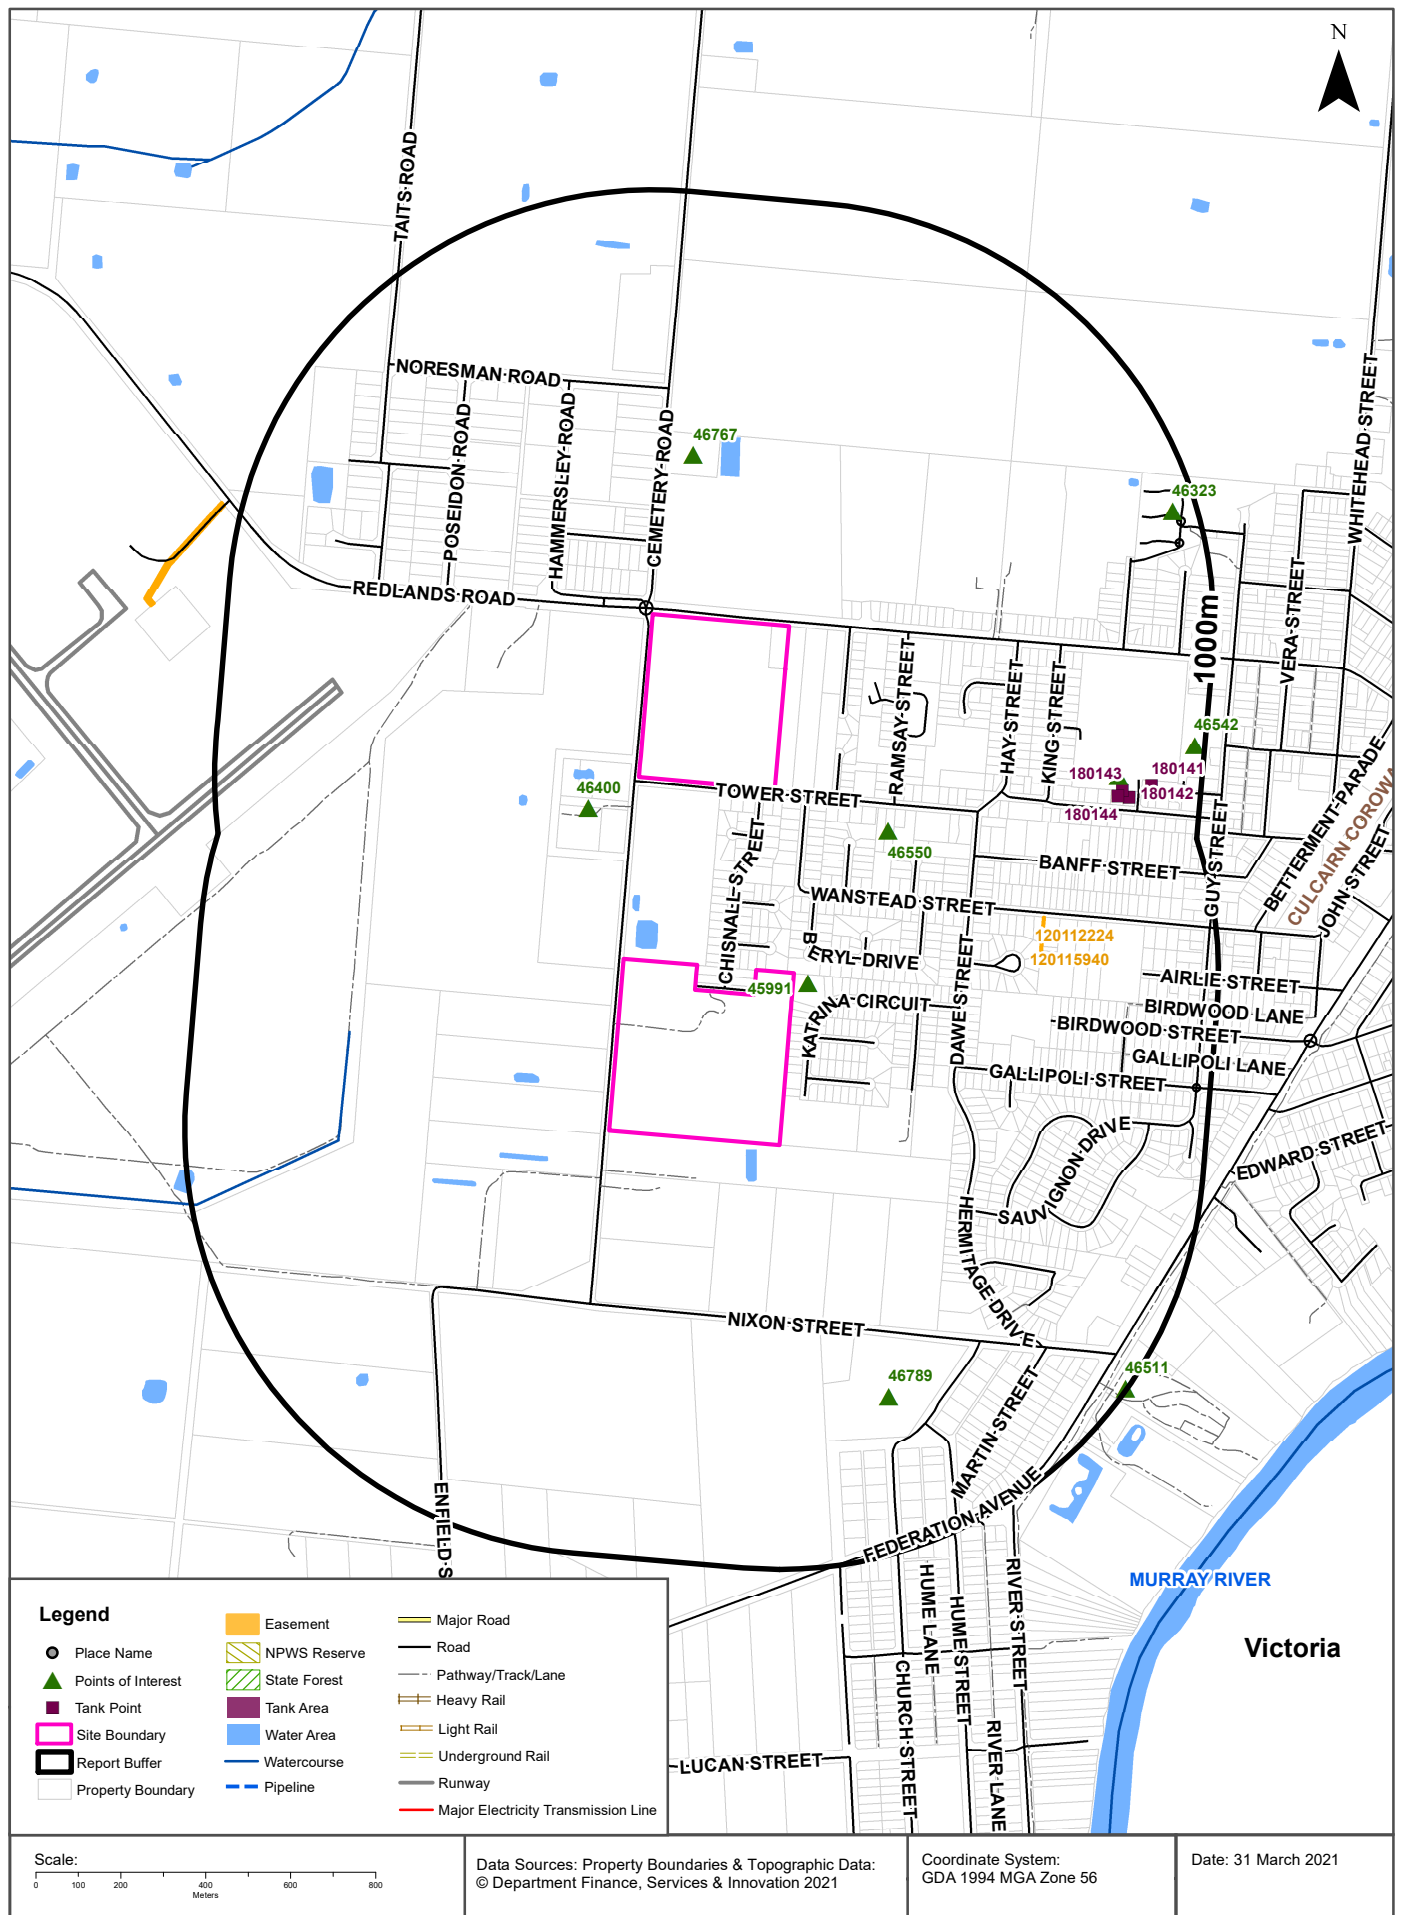 N
TAITS ROAD
NORESMAN ROAD
POSEIDON ROAD
HAMMERSLEY ROAD
CEMETERY ROAD
46767
46323
WHITEHEAD STREET
VERA STREET
REDLANDS ROAD
1000m
RAMSAY STREET
HAY STREET
KING STREET
46542
180143
180141
180142
180144
46400
TOWER STREET
46550
BANFF STREET
GUY STREET
BETTERMENT PARADE
CULCAIRN COROWA
JOHN STREET
CHISNALL STREET
WANSTEAD STREET
BERYL DRIVE
120112224
120115940
45991
KATRINA CIRCUIT
DAWE STREET
AIRLIE STREET
BIRDWOOD LANE
BIRDWOOD STREET
GALLIPOLI LANE
GALLIPOLI STREET
EDWARD STREET
SAUVIGNON DRIVE
HERMITAGE DRIVE
NIXON STREET
46789
46511
MARTIN STREET
ENFIELD S
FEDERATION AVENUE
HUME LANE
HUME STREET
RIVER STREET
CHURCH STREET
RIVER LANE
LUCAN STREET
MURRAY RIVER
Victoria
Legend
Place Name
Points of Interest
Tank Point
Site Boundary
Report Buffer
Property Boundary
Easement
NPWS Reserve
State Forest
Tank Area
Water Area
Watercourse
Pipeline
Major Road
Road
Pathway/Track/Lane
Heavy Rail
Light Rail
Underground Rail
Runway
Major Electricity Transmission Line
Scale:
0 100 200 400 600 800
Meters
Data Sources: Property Boundaries & Topographic Data:
© Department Finance, Services & Innovation 2021
Coordinate System:
GDA 1994 MGA Zone 56
Date: 31 March 2021